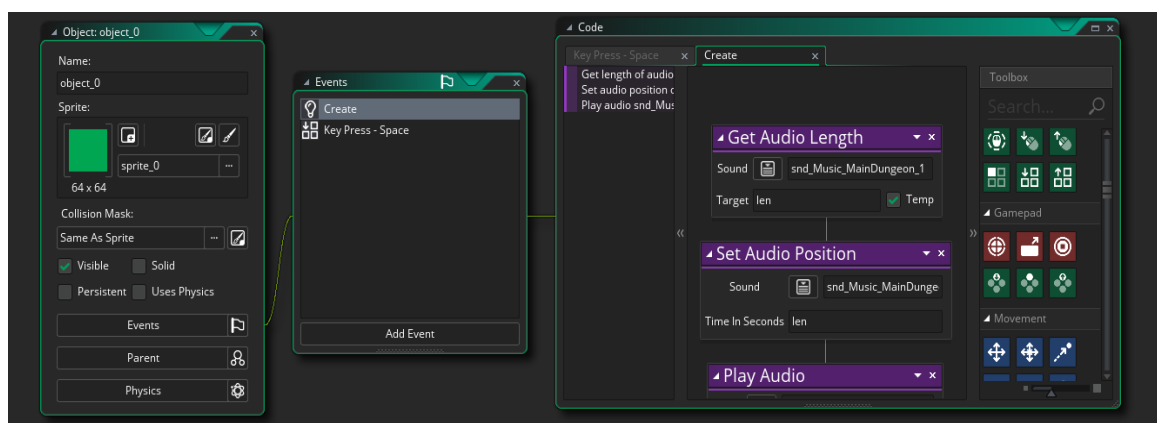 Object: object_0
Name:
object_0
Sprite:
sprite_0
64 x 64
Collision Mask:
Same As Sprite
Visible
Solid
Persistent
Uses Physics
Events
Parent
Physics
Events
Create
Key Press - Space
Add Event
Code
Key Press - Space
Create
Get length of audio
Set audio position o
Play audio snd_Mus
Get Audio Length
Sound
snd_Music_MainDungeon_1
Target len
Temp
Set Audio Position
Sound
snd_Music_MainDunge
Time In Seconds len
Play Audio
Toolbox
Search...
Gamepad
Movement